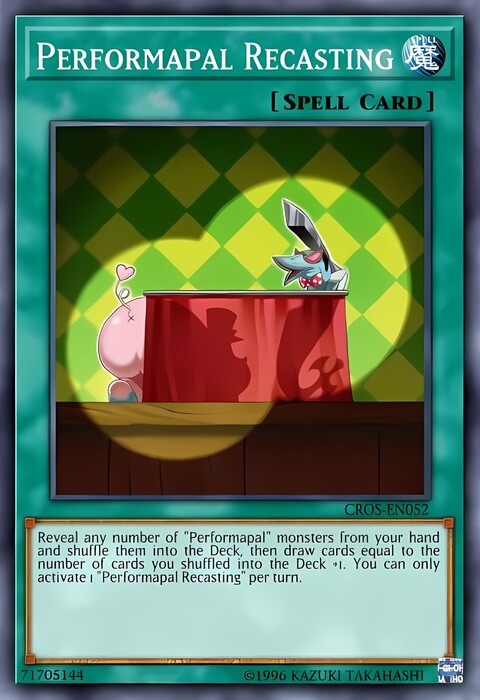 PERFORMAPAL RECASTING 魔
[SPELL CARD]
CROS-EN052
Reveal any number of "Performapal" monsters from your hand
and shuffle them into the Deck, then draw cards equal to the
number of cards you shuffled into the Deck +1. You can only
activate 1 "Performapal Recasting" per turn.
71705144
©1996 KAZUKI TAKAHASHI